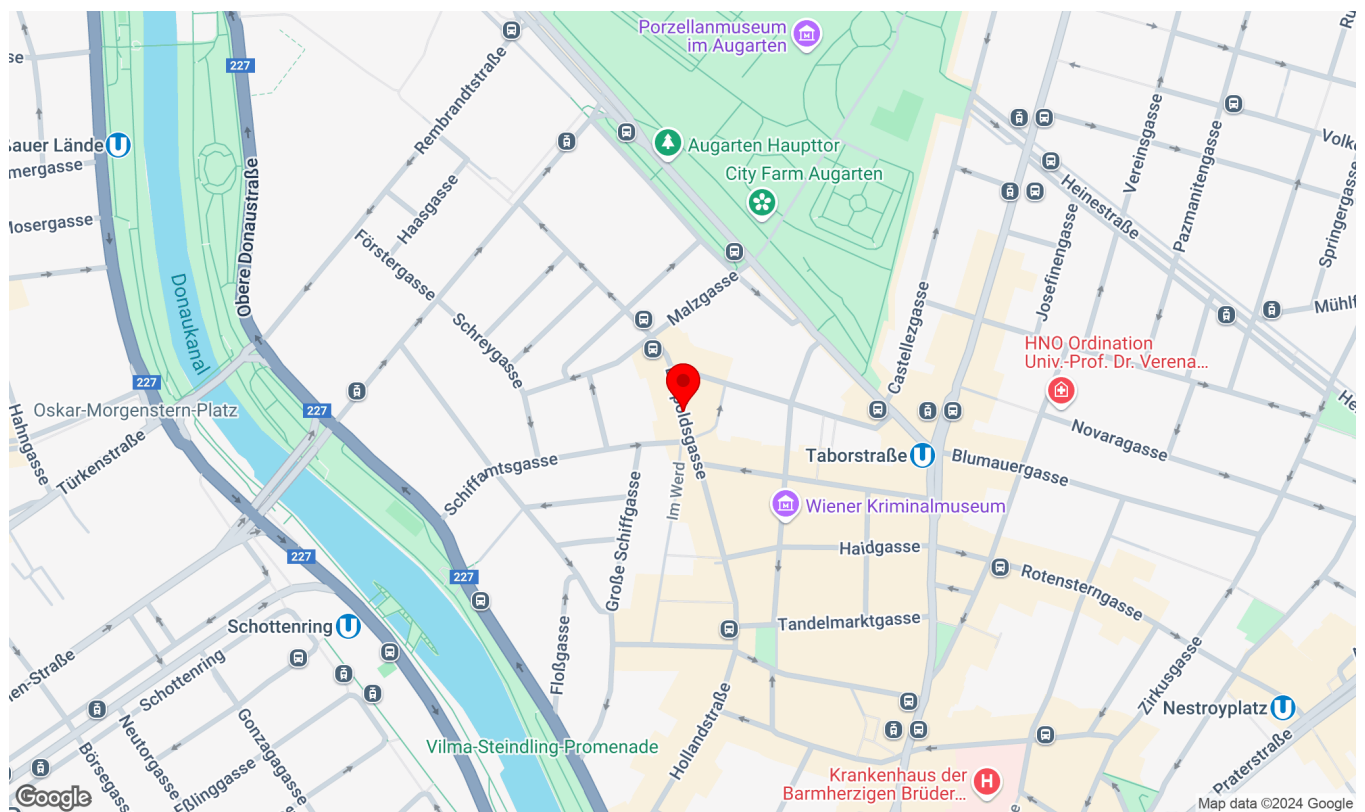 Porzellanmuseum
im Augarten
227
Rembrandtstraße
Bauer Lände
Augarten Haupttor
City Farm Augarten
Vereinsgasse
Pazmanitengasse
Heinestraße
Springergasse
Haasgasse
Obere Donaustraße
Förstergasse
Donaukanal
Malzgasse
Josefinengasse
Castellezgasse
Schreygasse
HNO Ordination
Univ.-Prof. Dr. Verena...
227
227
Oskar-Morgenstern-Platz
Hahngasse
Türkenstraße
Schiffamtsgasse
Taborstraße
Novaragasse
Blumauergasse
Große Schiffgasse
Im Werd
Wiener Kriminalmuseum
227
227
Haidgasse
Rotensterngasse
Schottenring
Floßgasse
Tandelmarktgasse
Schottenring
Zirkusgasse
Nestroyplatz
Neutorgasse
Gonzagagasse
Börsegasse
Eßlinggasse
Vilma-Steindling-Promenade
Hollandstraße
Praterstraße
Krankenhaus der
Barmherzigen Brüder...
H
Google
Map data ©2024 Google